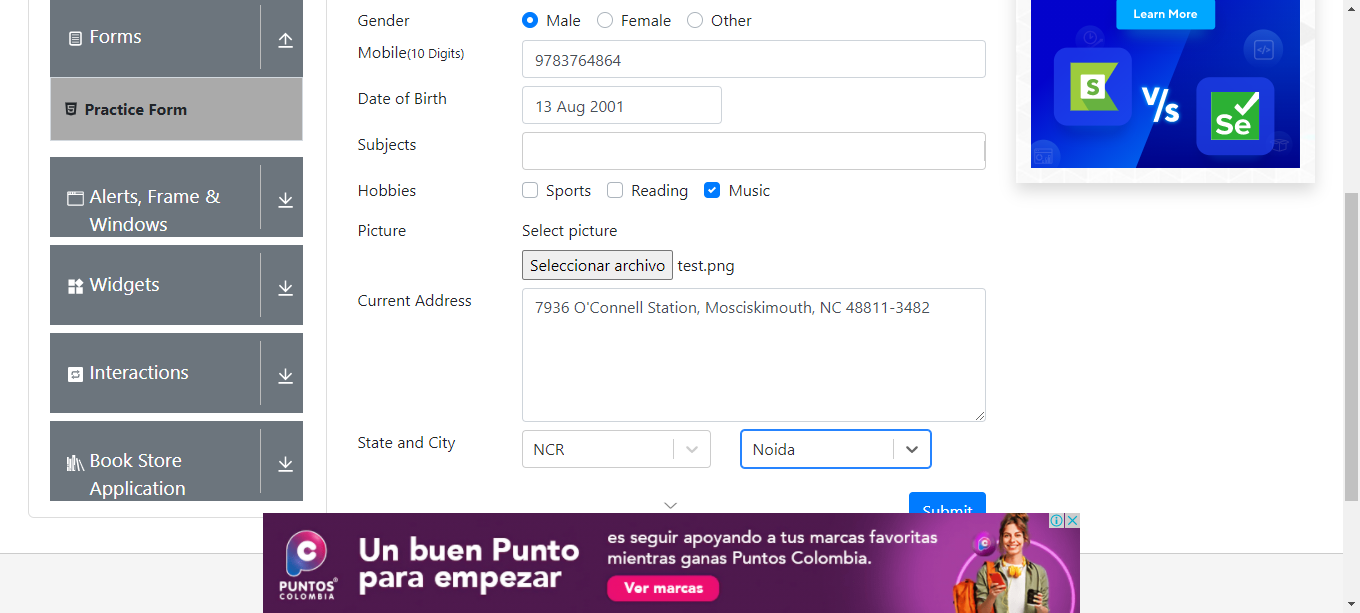 Forms
Practice Form
Alerts, Frame &
Windows
Widgets
Interactions
Book Store
Application
Gender
Male
Female
Other
Mobile(10 Digits)
9783764864
Date of Birth
13 Aug 2001
Subjects
Hobbies
Sports
Reading
Music
Picture
Select picture
Seleccionar archivo test.png
Current Address
7936 O'Connell Station, Mosciskimouth, NC 48811-3482
State and City
NCR
Noida
Submit
Learn More
S
V/s
Se
PUNTOS
COLOMBIA
Un buen Punto
para empezar
es seguir apoyando a tus marcas favoritas
mientras ganas Puntos Colombia.
Ver marcas